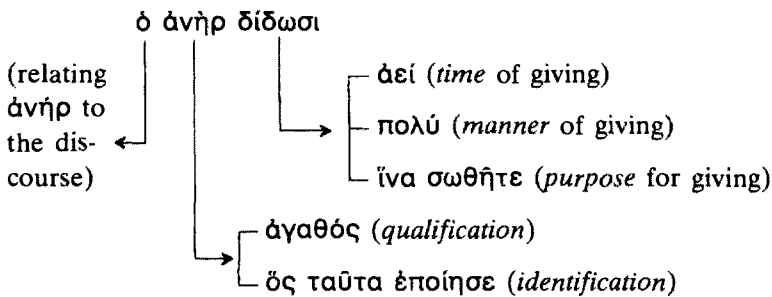 ὁ ἀνὴρ δίδωσι
(relating
ἀνήρ to
the dis-
course)
ἀεί (time of giving)
πολύ (manner of giving)
ἵνα σωθῆτε (purpose for giving)
ἀγαθός (qualification)
ὅς ταῦτα ἐποίησε (identification)